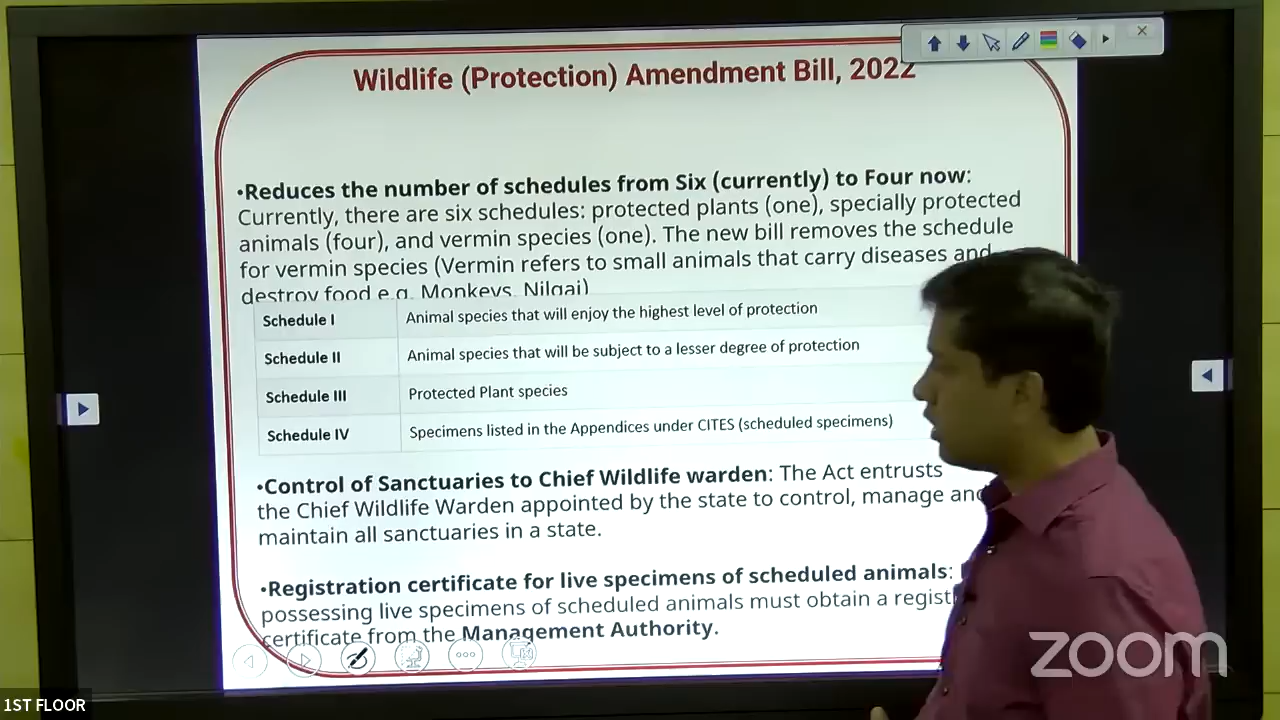 Wildlife (Protection) Amendment Bill, 2022
•Reduces the number of schedules from Six (currently) to Four now:
Currently, there are six schedules: protected plants (one), specially protected
animals (four), and vermin species (one). The new bill removes the schedule
for vermin species (Vermin refers to small animals that carry diseases and
destroy food e.g. Monkeys, Nilgai)
Schedule I Animal species that will enjoy the highest level of protection
Schedule II Animal species that will be subject to a lesser degree of protection
Schedule III Protected Plant species
Schedule IV Specimens listed in the Appendices under CITES (scheduled specimens)
•Control of Sanctuaries to Chief Wildlife warden: The Act entrusts
the Chief Wildlife Warden appointed by the state to control, manage and
maintain all sanctuaries in a state.
•Registration certificate for live specimens of scheduled animals:
possessing live specimens of scheduled animals must obtain a
certificate from the Management Authority.
zoom
1ST FLOOR